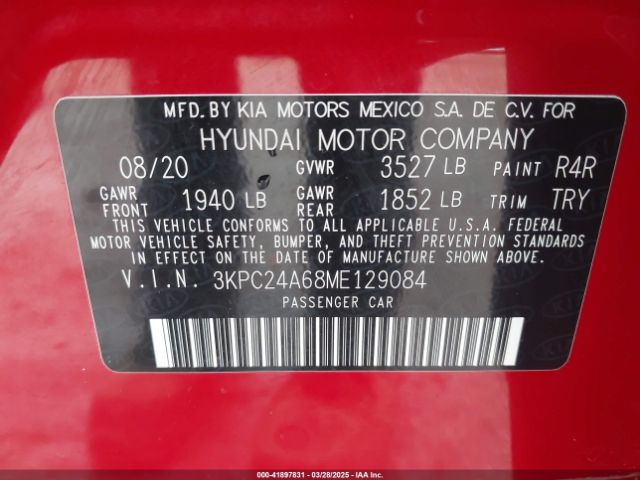 MFD. BY KIA MOTORS MEXICO S.A. DE C.V. FOR
HYUNDAI MOTOR COMPANY
08/20 GVWR 3527 LB PAINT R4R
GAWR FRONT 1940 LB GAWR REAR 1852 LB TRIM TRY
THIS VEHICLE CONFORMS TO ALL APPLICABLE U.S.A. FEDERAL
MOTOR VEHICLE SAFETY, BUMPER, AND THEFT PREVENTION STANDARDS
IN EFFECT ON THE DATE OF MANUFACTURE SHOWN ABOVE.
V.I.N. 3KPC24A68ME129084
PASSENGER CAR
000-41897831 | 03/28/2025 | IAAI.COM